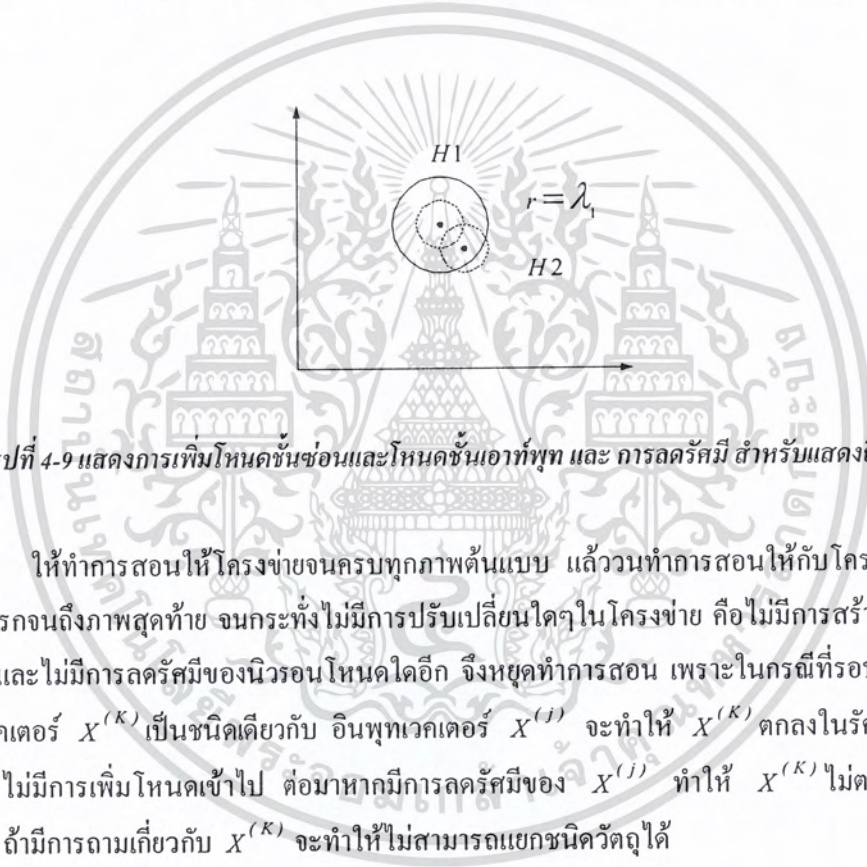 H1
r = λ₁
H2
ปที่ 4-9 แสดงการเพิ่มโหนดชั้นซ่อนและโหนดชั้นเอาท์พุท และ การลดรัศมี สำหรับแสดงถ
ให้ทำการสอนให้โครงข่ายจนครบทุกภาพต้นแบบ แล้ววนทำการสอนให้กับโคร
รกจนถึงภาพสุดท้าย จนกระทั่งไม่มีการปรับเปลี่ยนใดๆในโครงข่าย คือไม่มีการสร้า
และไม่มีการลดรัศมีของนิวรอนโหนดใดอีก จึงหยุดทำการสอน เพราะในกรณีที่รอบ
คเตอร์ X^(K) เป็นชนิดเดียวกับ อินพุทเวคเตอร์ X^(j) จะทำให้ X^(K) ตกลงในรัศ
ไม่มีการเพิ่มโหนดเข้าไป ต่อมาหากมีการลดรัศมีของ X^(j) ทำให้ X^(K) ไม่ต
ถ้ามีการถามเกี่ยวกับ X^(K) จะทำให้ไม่สามารถแยกชนิดวัตถุได้